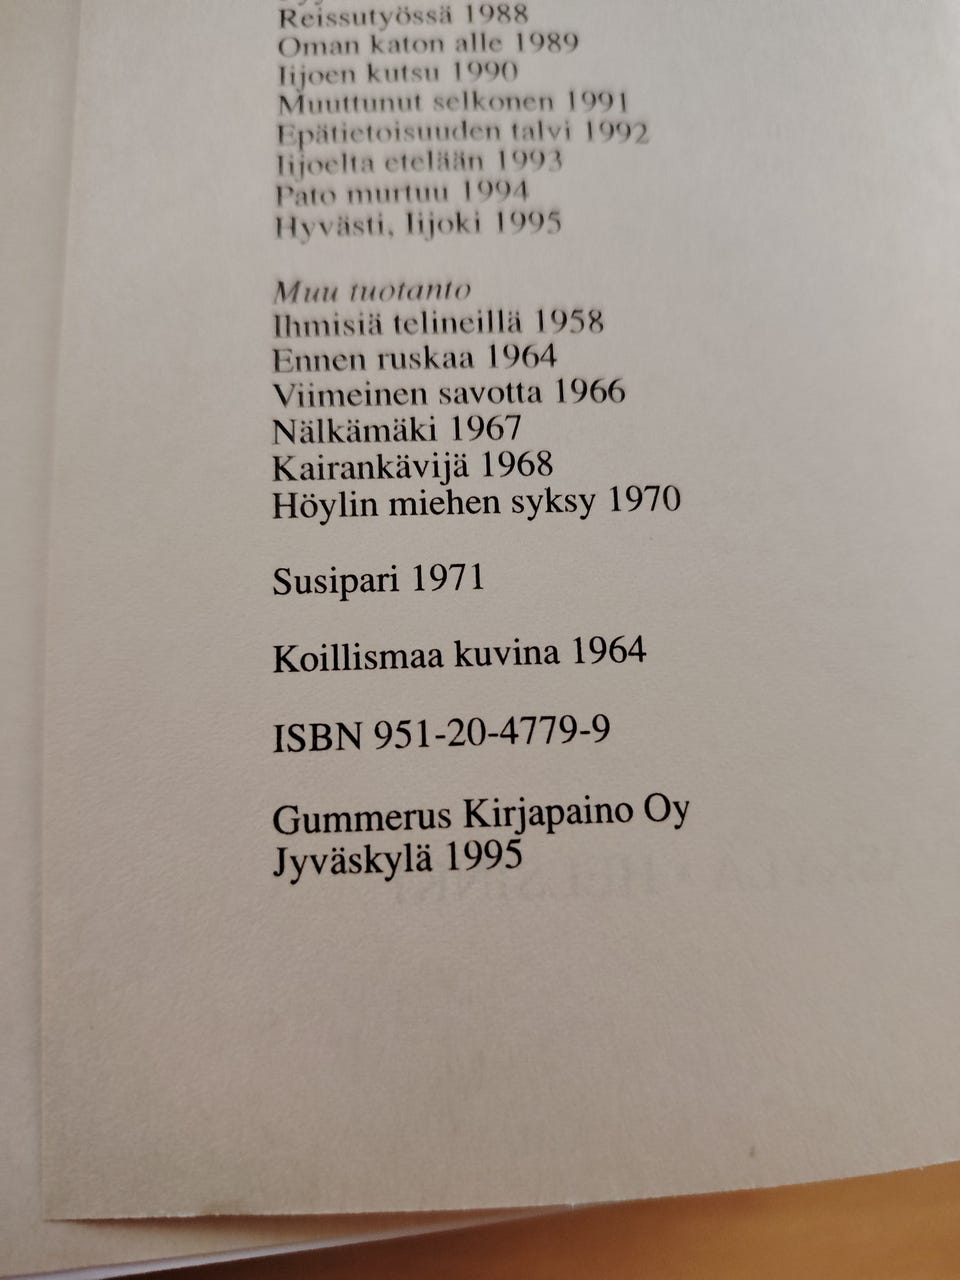 Reissutyössä 1988
Oman katon alle 1989
Iijoen kutsu 1990
Muuttunut selkonen 1991
Epätietoisuuden talvi 1992
Iijoelta etelään 1993
Pato murtuu 1994
Hyvästi, Iijoki 1995
Muu tuotanto
Ihmisiä telineillä 1958
Ennen ruskaa 1964
Viimeinen savotta 1966
Nälkämäki 1967
Kairankävijä 1968
Höylin miehen syksy 1970
Susipari 1971
Koillismaa kuvina 1964
ISBN 951-20-4779-9
Gummerus Kirjapaino Oy
Jyväskylä 1995